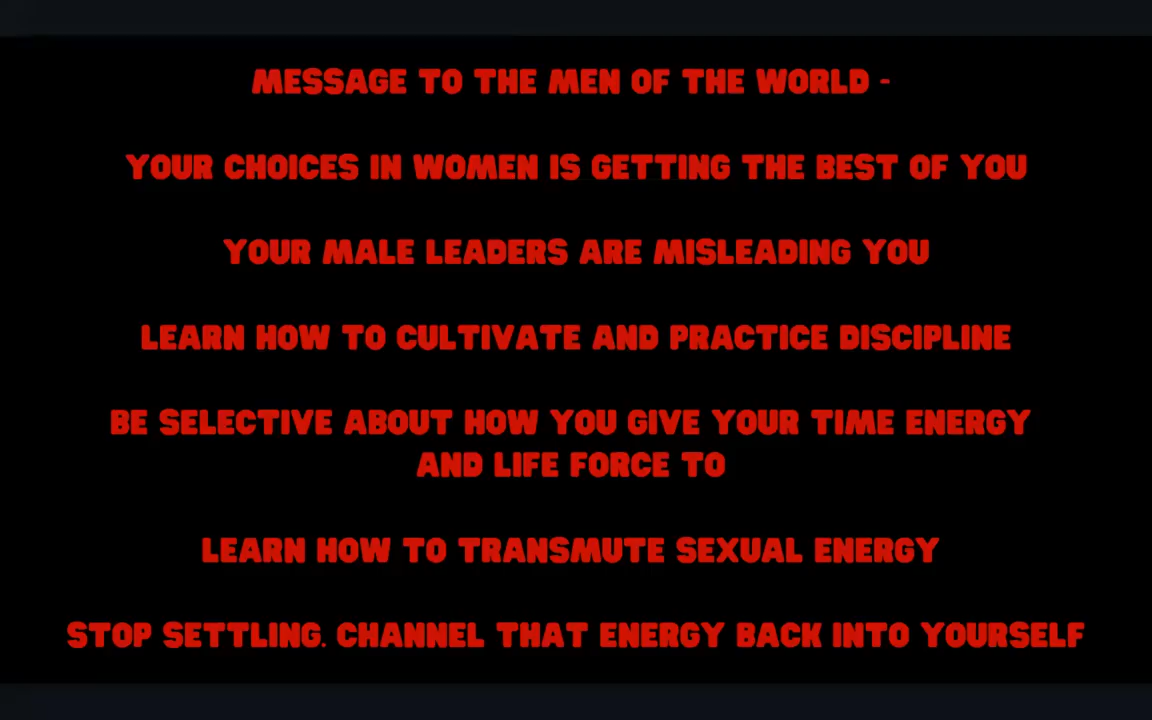 MESSAGE TO THE MEN OF THE WORLD -
YOUR CHOICES IN WOMEN IS GETTING THE BEST OF YOU
YOUR MALE LEADERS ARE MISLEADING YOU
LEARN HOW TO CULTIVATE AND PRACTICE DISCIPLINE
BE SELECTIVE ABOUT HOW YOU GIVE YOUR TIME ENERGY
AND LIFE FORCE TO
LEARN HOW TO TRANSMUTE SEXUAL ENERGY
STOP SETTLING. CHANNEL THAT ENERGY BACK INTO YOURSELF